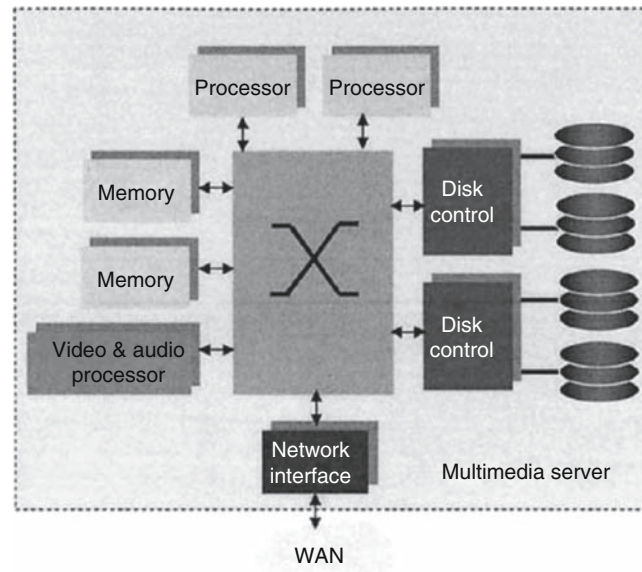 Processor
Processor
Memory
Disk
control
Memory
Disk
control
Video & audio
processor
Network
interface
Multimedia server
WAN